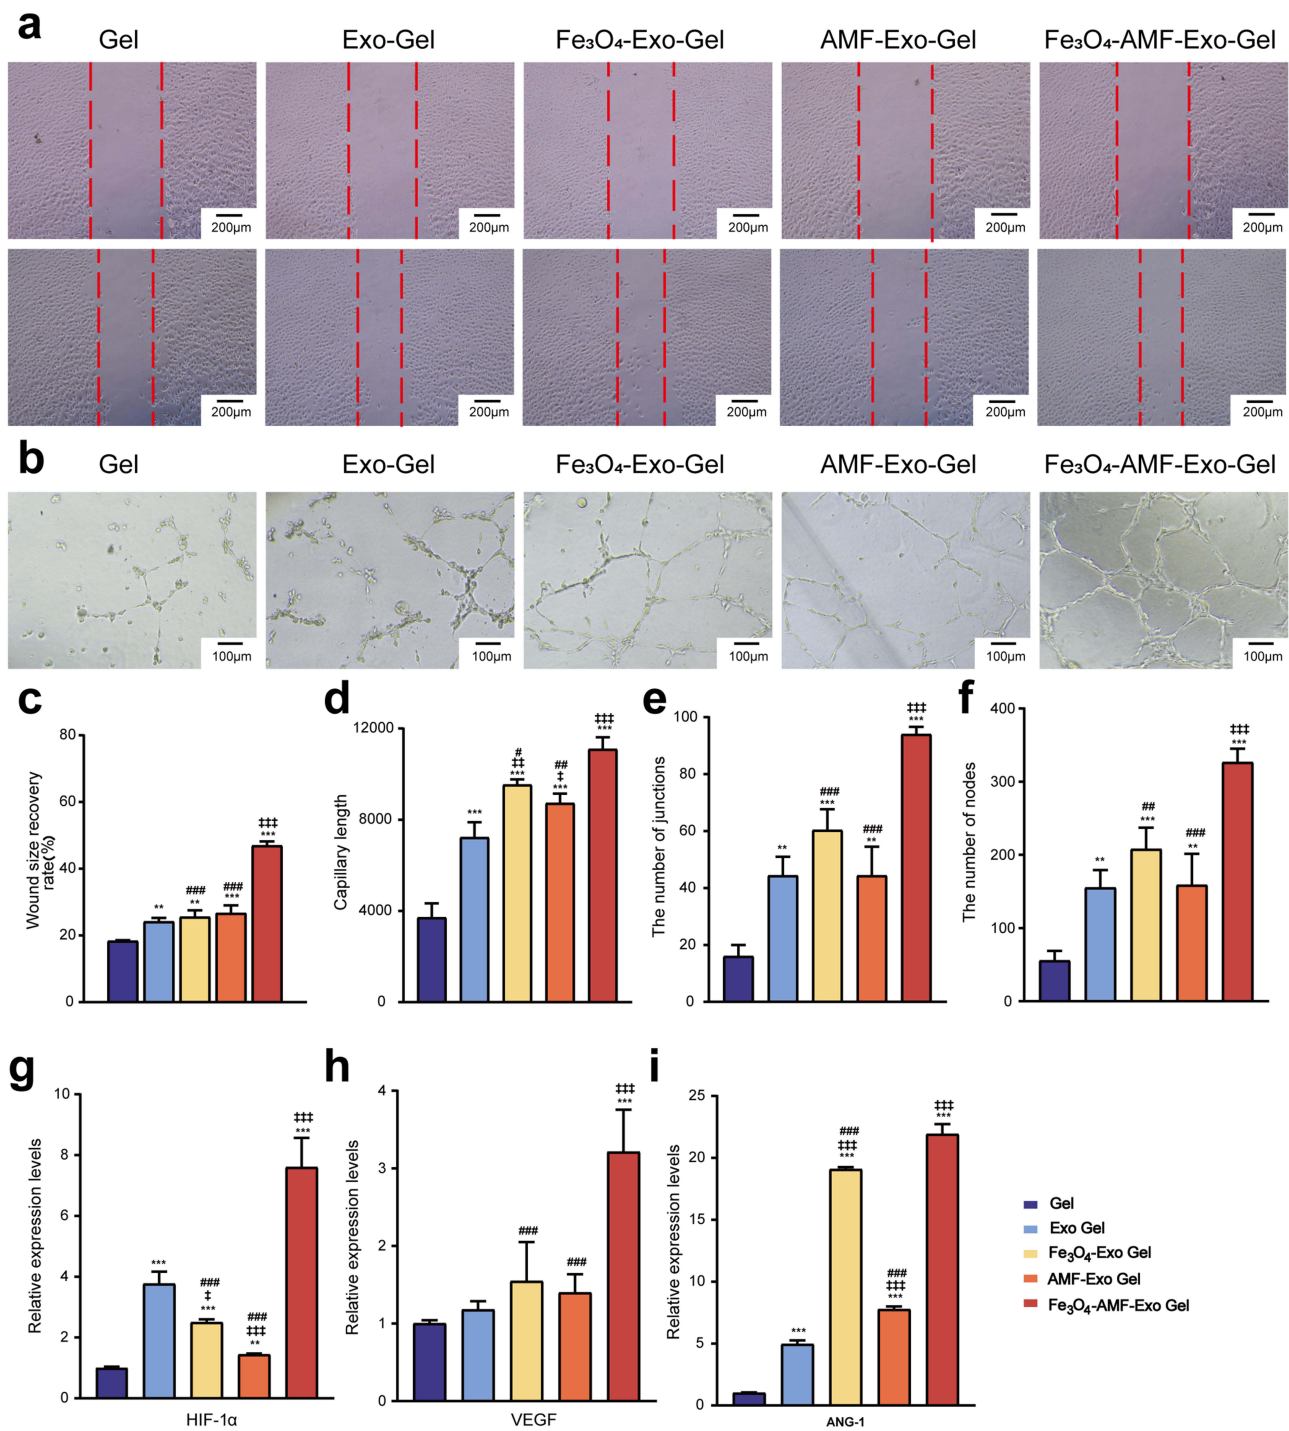 a
Gel
Exo-Gel
Fe₃O₄-Exo-Gel
AMF-Exo-Gel
Fe₃O₄-AMF-Exo-Gel
200μm
200μm
200μm
200μm
200μm
200μm
200μm
200μm
200μm
200μm
b
Gel
Exo-Gel
Fe₃O₄-Exo-Gel
AMF-Exo-Gel
Fe₃O₄-AMF-Exo-Gel
100μm
100μm
100μm
100μm
100μm
c
Wound size recovery
rate(%)
80
60
40
20
0
**
###
**
###
***
‡‡‡
***
d
Capillary length
12000
8000
4000
0
***
#
‡‡
***
##
‡
***
‡‡‡
***
e
The number of junctions
100
80
60
40
20
0
**
###
***
###
**
‡‡‡
***
f
The number of nodes
400
300
200
100
0
**
##
***
###
**
‡‡‡
***
g
Relative expression levels
10
8
6
4
2
0
***
###
‡
***
###
‡‡‡
**
‡‡‡
***
HIF-1α
h
Relative expression levels
4
3
2
1
0
###
###
‡‡‡
***
VEGF
i
Relative expression levels
25
20
15
10
5
0
***
###
‡‡‡
***
###
‡‡‡
***
‡‡‡
***
ANG-1
Gel
Exo Gel
Fe₃O₄-Exo Gel
AMF-Exo Gel
Fe₃O₄-AMF-Exo Gel